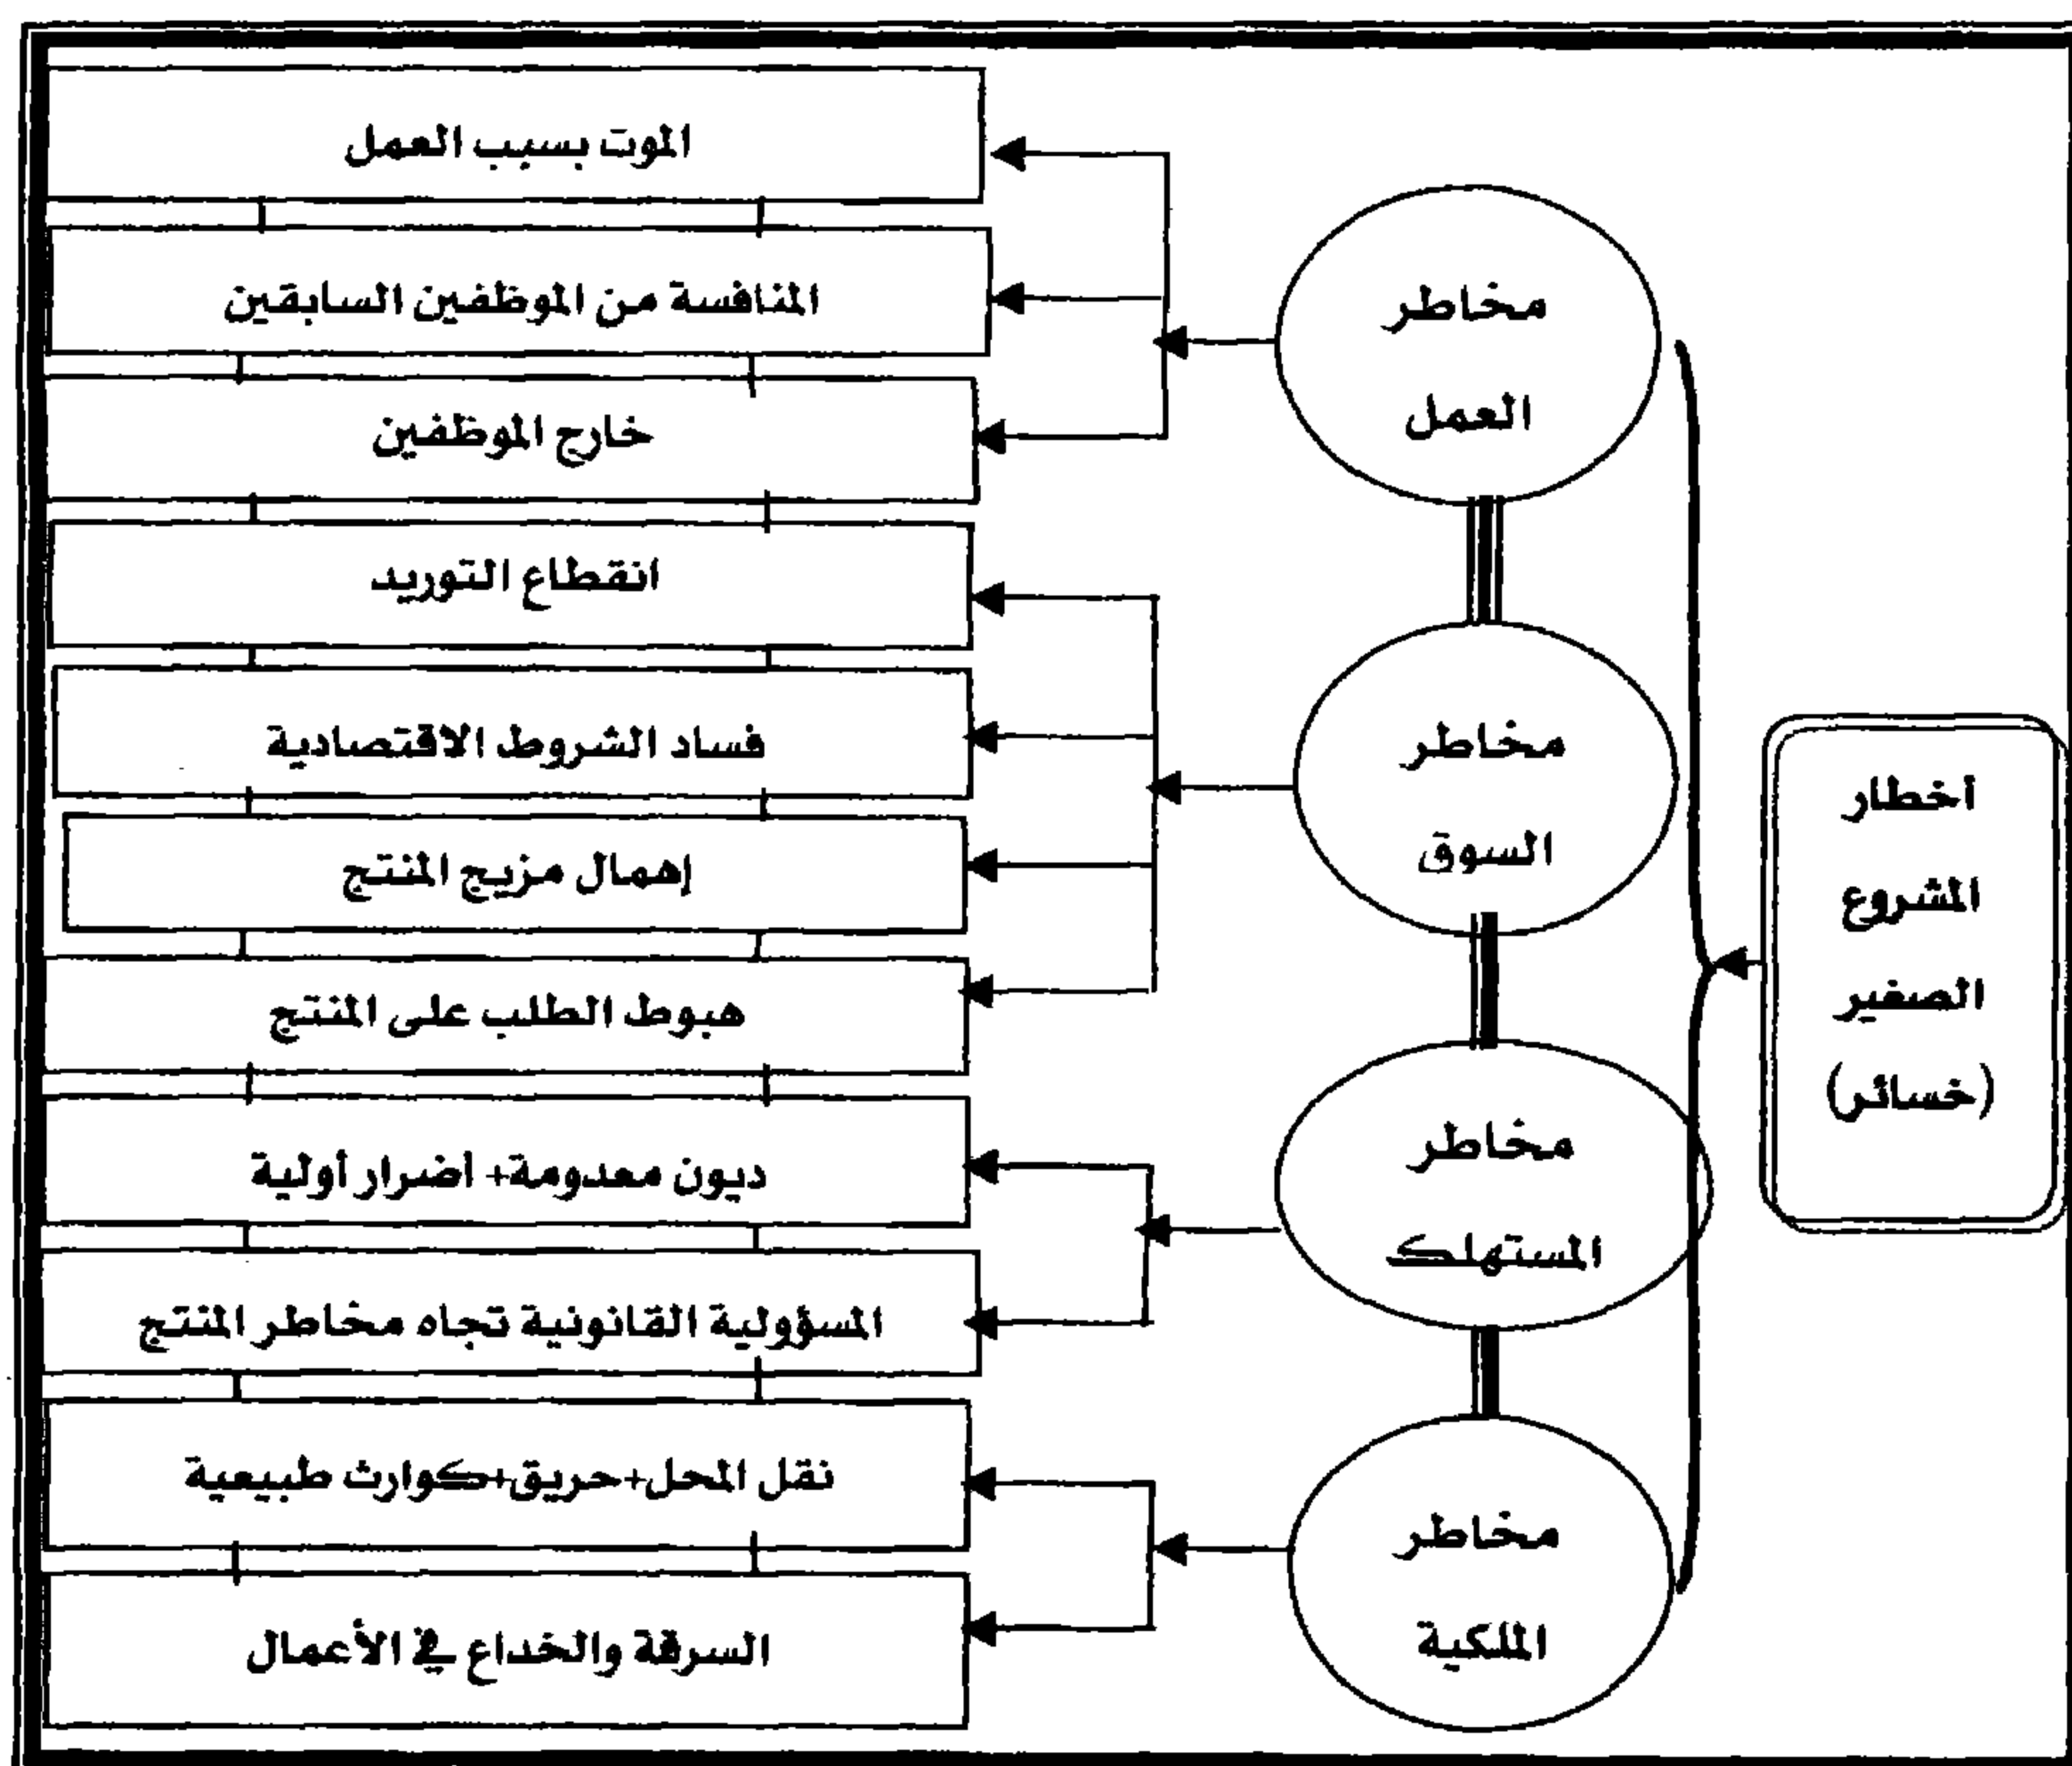 أخطار
المشروع
الصغير
(خسائر)
مخاطر
العمل
الموت بسبب العمل
المنافسة من الموظفين السابقين
خارج الموظفين
مخاطر
السوق
انقطاع التوريد
فساد الشروط الاقتصادية
إهمال مزيج المنتج
هبوط الطلب على المنتج
مخاطر
المستهلك
ديون معدومة+ أضرار أولية
المسؤولية القانونية تجاه مخاطر المنتج
مخاطر
الملكية
نقل المحل+حريق+كوارث طبيعية
السرقة والخداع في الأعمال